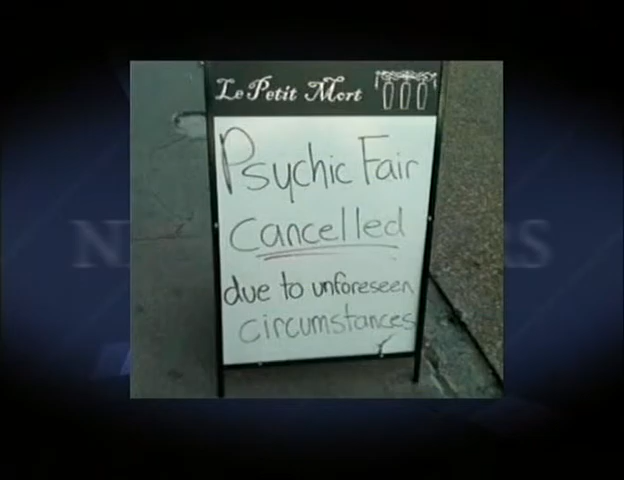 Le Petit Mort
Psychic Fair
cancelled
due to unforeseen
circumstances